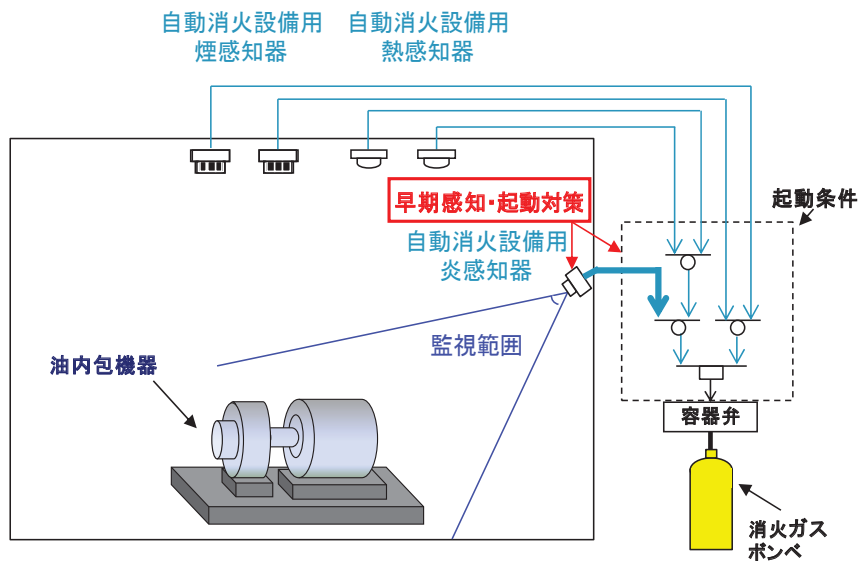 自動消火設備用
煙感知器
自動消火設備用
熱感知器
早期感知・起動対策
起動条件
自動消火設備用
炎感知器
監視範囲
油内包機器
容器弁
消火ガス
ボンベ